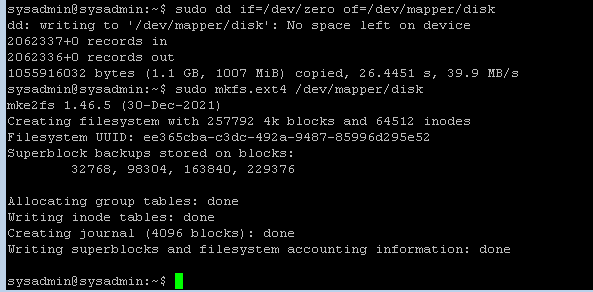 sysadmin@sysadmin:~$ sudo dd if=/dev/zero of=/dev/mapper/disk
dd: writing to '/dev/mapper/disk': No space left on device
2062337+0 records in
2062336+0 records out
1055916032 bytes (1.1 GB, 1007 MiB) copied, 26.4451 s, 39.9 MB/s
sysadmin@sysadmin:~$ sudo mkfs.ext4 /dev/mapper/disk
mke2fs 1.46.5 (30-Dec-2021)
Creating filesystem with 257792 4k blocks and 64512 inodes
Filesystem UUID: ee365cba-c3dc-492a-9487-85996d295e52
Superblock backups stored on blocks:
        32768, 98304, 163840, 229376

Allocating group tables: done
Writing inode tables: done
Creating journal (4096 blocks): done
Writing superblocks and filesystem accounting information: done

sysadmin@sysadmin:~$ s